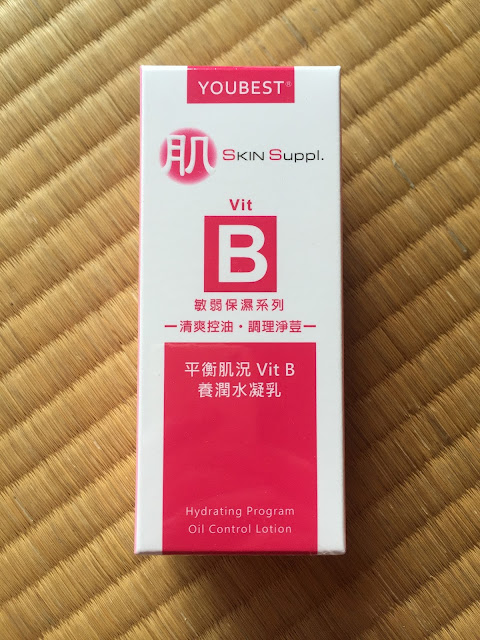 YOUBEST®
肌 SKIN Suppl.
Vit
B
敏弱保濕系列
清爽控油・調理淨荳
平衡肌況 Vit B
養潤水凝乳
Hydrating Program
Oil Control Lotion